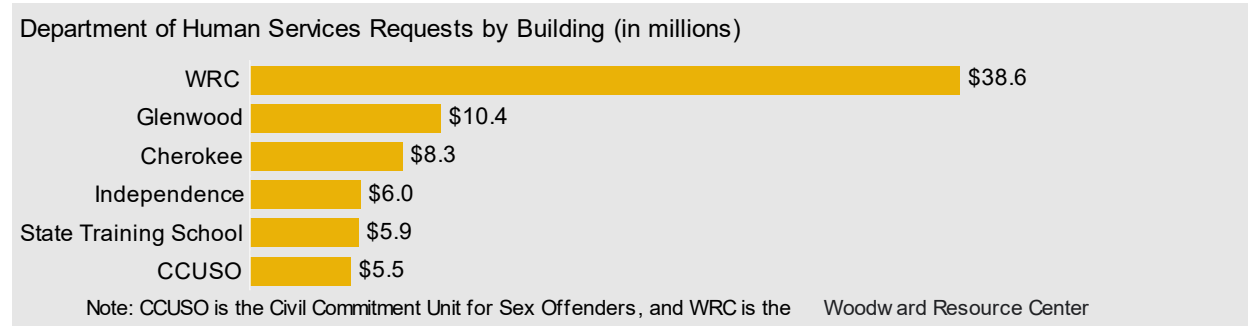 Department of Human Services Requests by Building (in millions)
WRC $38.6
Glenwood $10.4
Cherokee $8.3
Independence $6.0
State Training School $5.9
CCUSO $5.5
Note: CCUSO is the Civil Commitment Unit for Sex Offenders, and WRC is the Woodward Resource Center